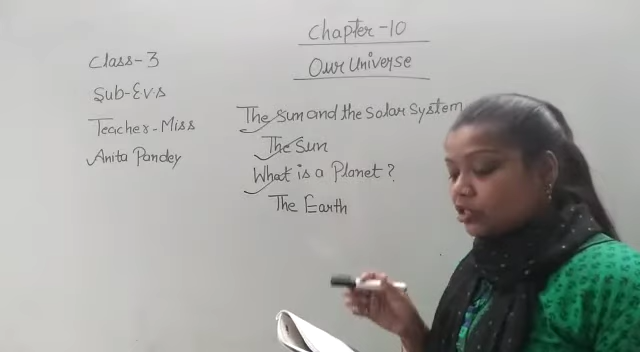 Chapter-10
Our Universe
Class-3
Sub-E.V.S
Teacher-Miss
Anita Pandey
The Sun and the Solar System
The Sun
What is a Planet?
The Earth